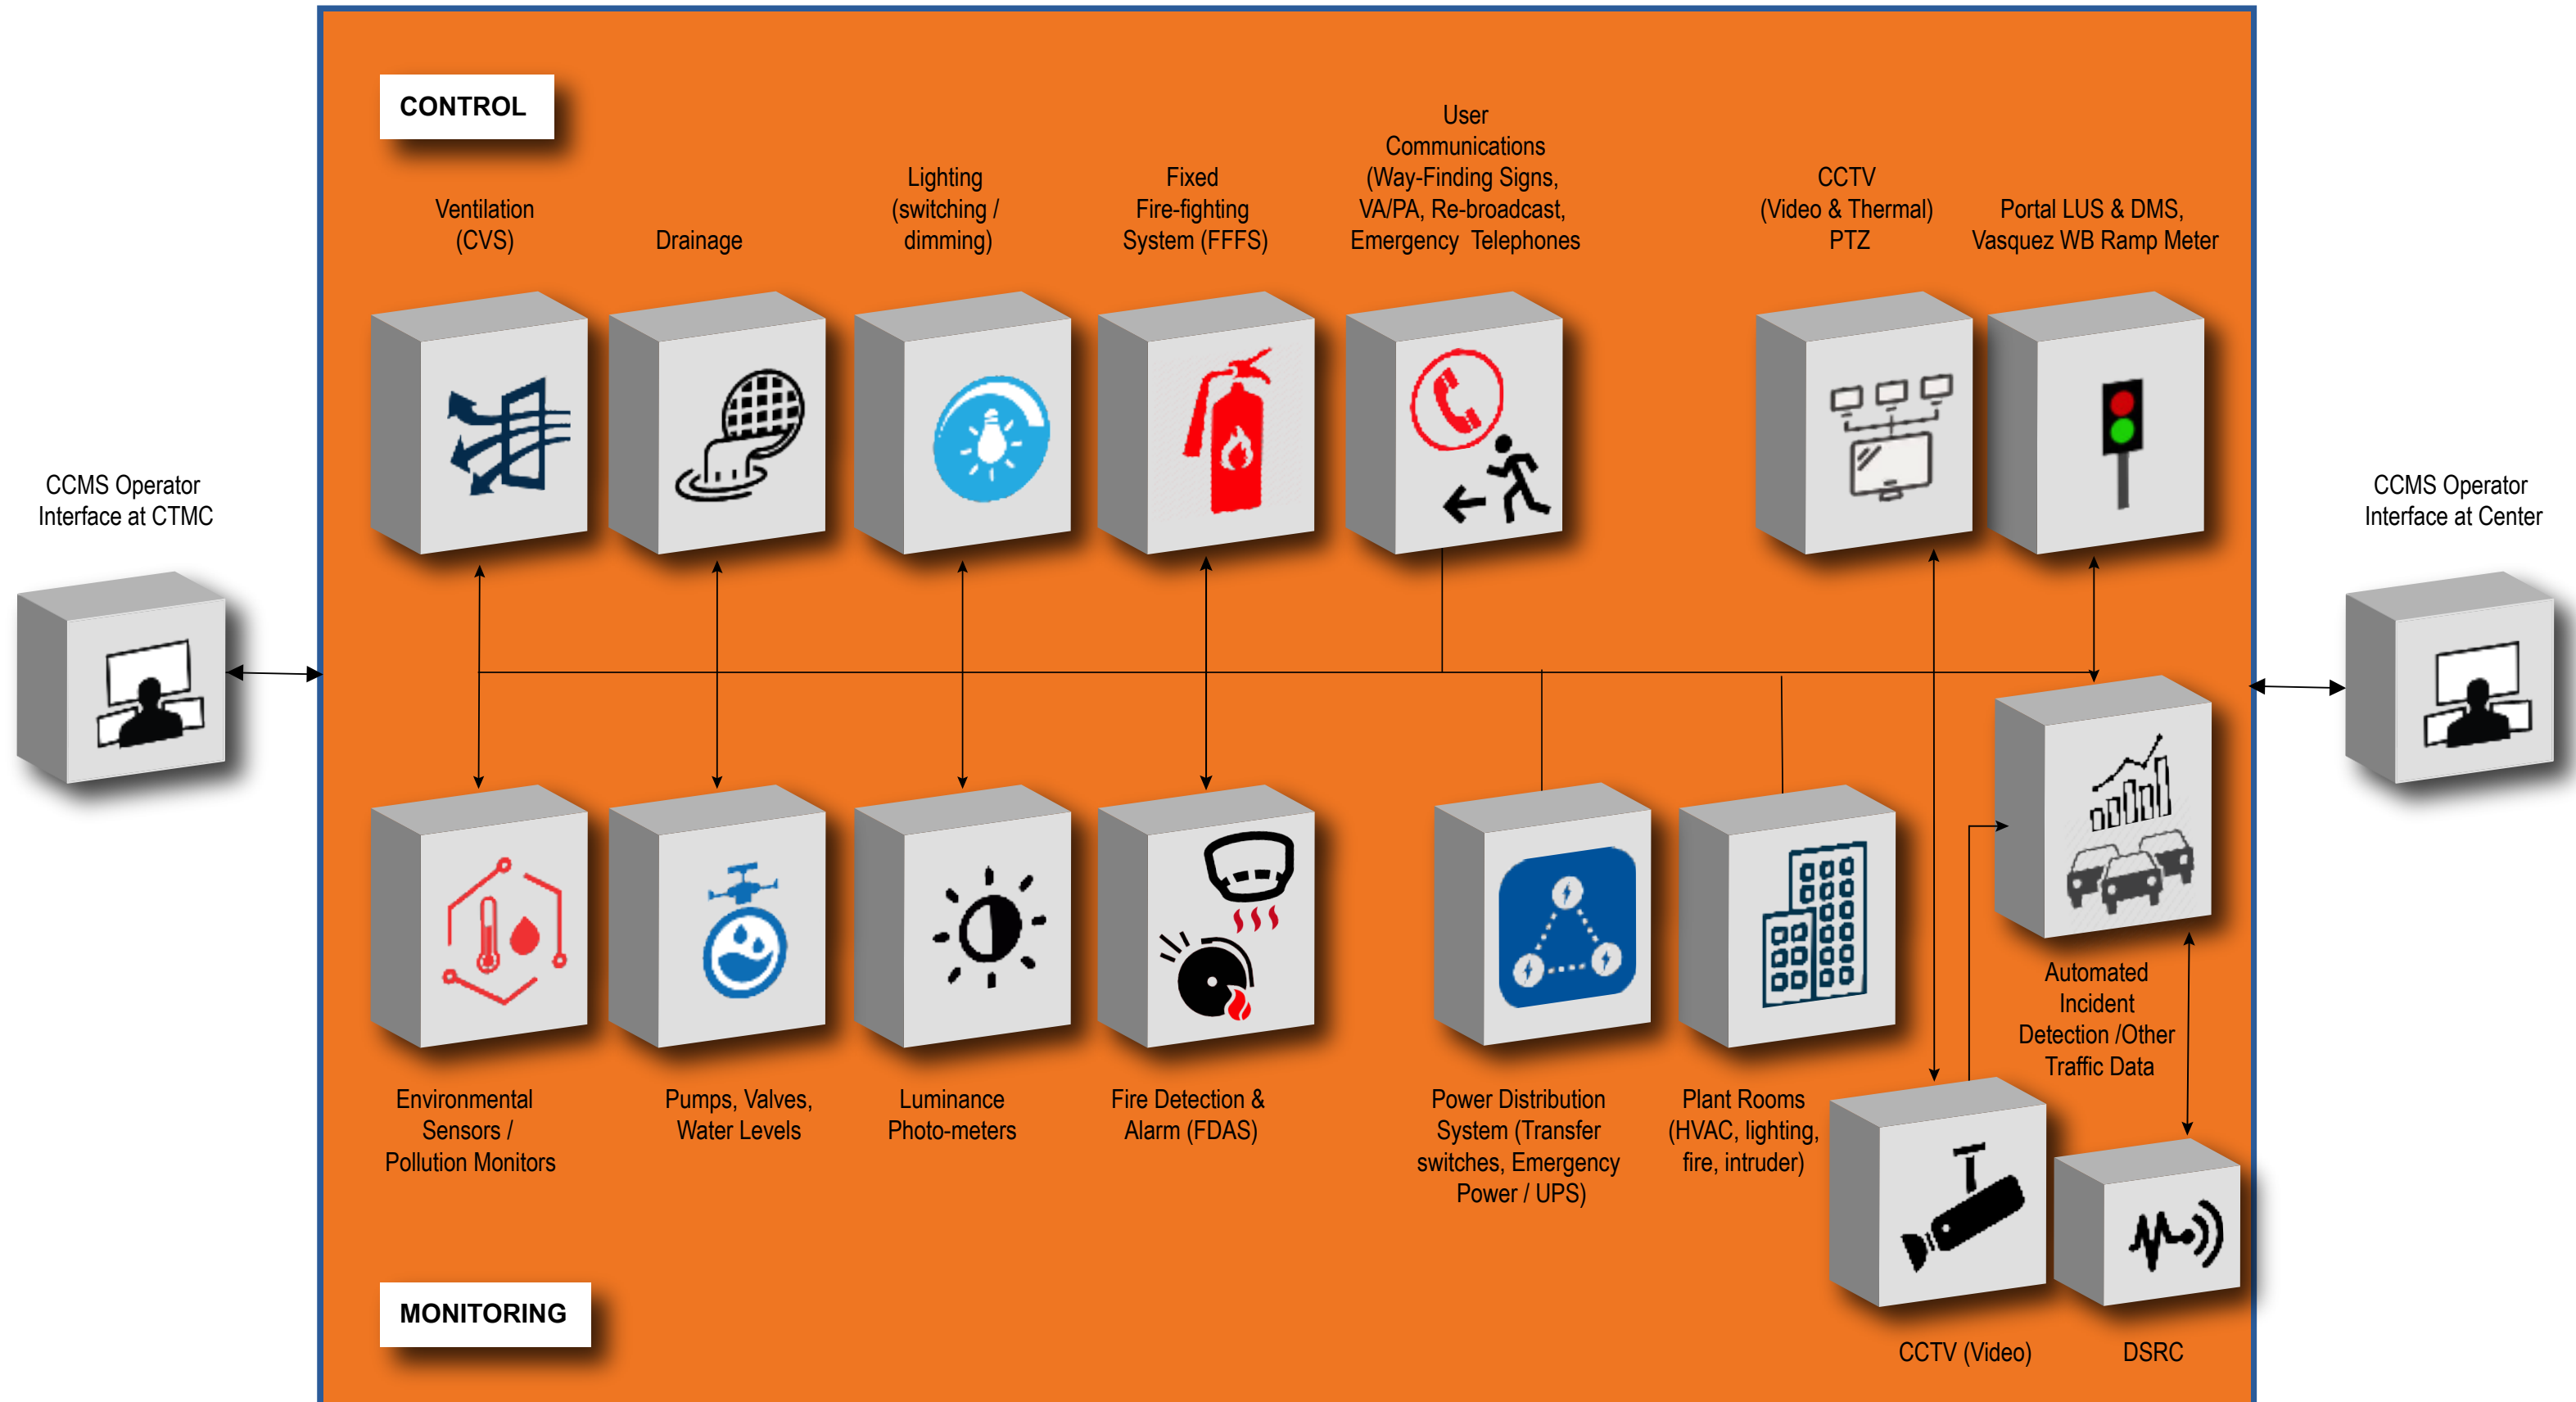 CONTROL
Ventilation
(CVS)
Drainage
Lighting
(switching /
dimming)
Fixed
Fire-fighting
System (FFFS)
User
Communications
(Way-Finding Signs,
VA/PA, Re-broadcast,
Emergency Telephones
CCTV
(Video & Thermal)
PTZ
Portal LUS & DMS,
Vasquez WB Ramp Meter
CCMS Operator
Interface at CTMC
CCMS Operator
Interface at Center
Automated
Incident
Detection /Other
Traffic Data
Environmental
Sensors /
Pollution Monitors
Pumps, Valves,
Water Levels
Luminance
Photo-meters
Fire Detection &
Alarm (FDAS)
Power Distribution
System (Transfer
switches, Emergency
Power / UPS)
Plant Rooms
(HVAC, lighting,
fire, intruder)
MONITORING
CCTV (Video)
DSRC